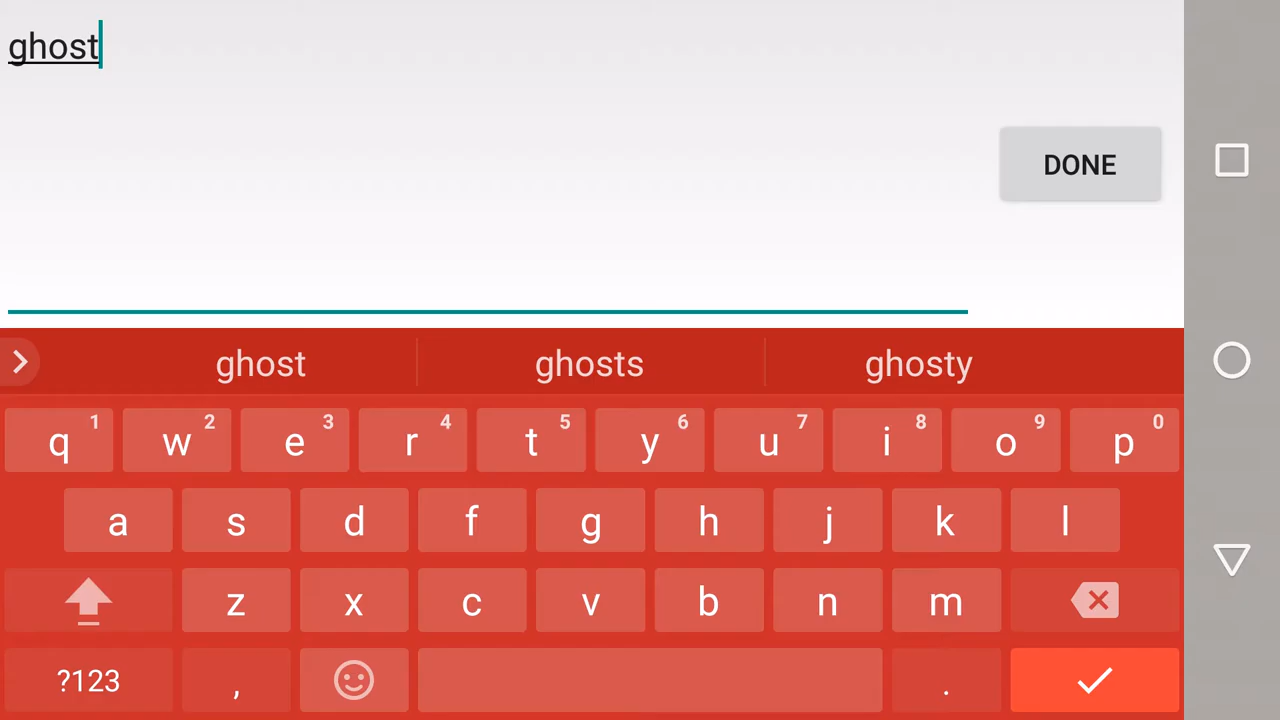 ghost
DONE
ghost ghosts ghosty
q 1 w 2 e 3 r 4 t 5 y 6 u 7 i 8 o 9 p 0
a s d f g h j k l
z x c v b n m
?123 , .